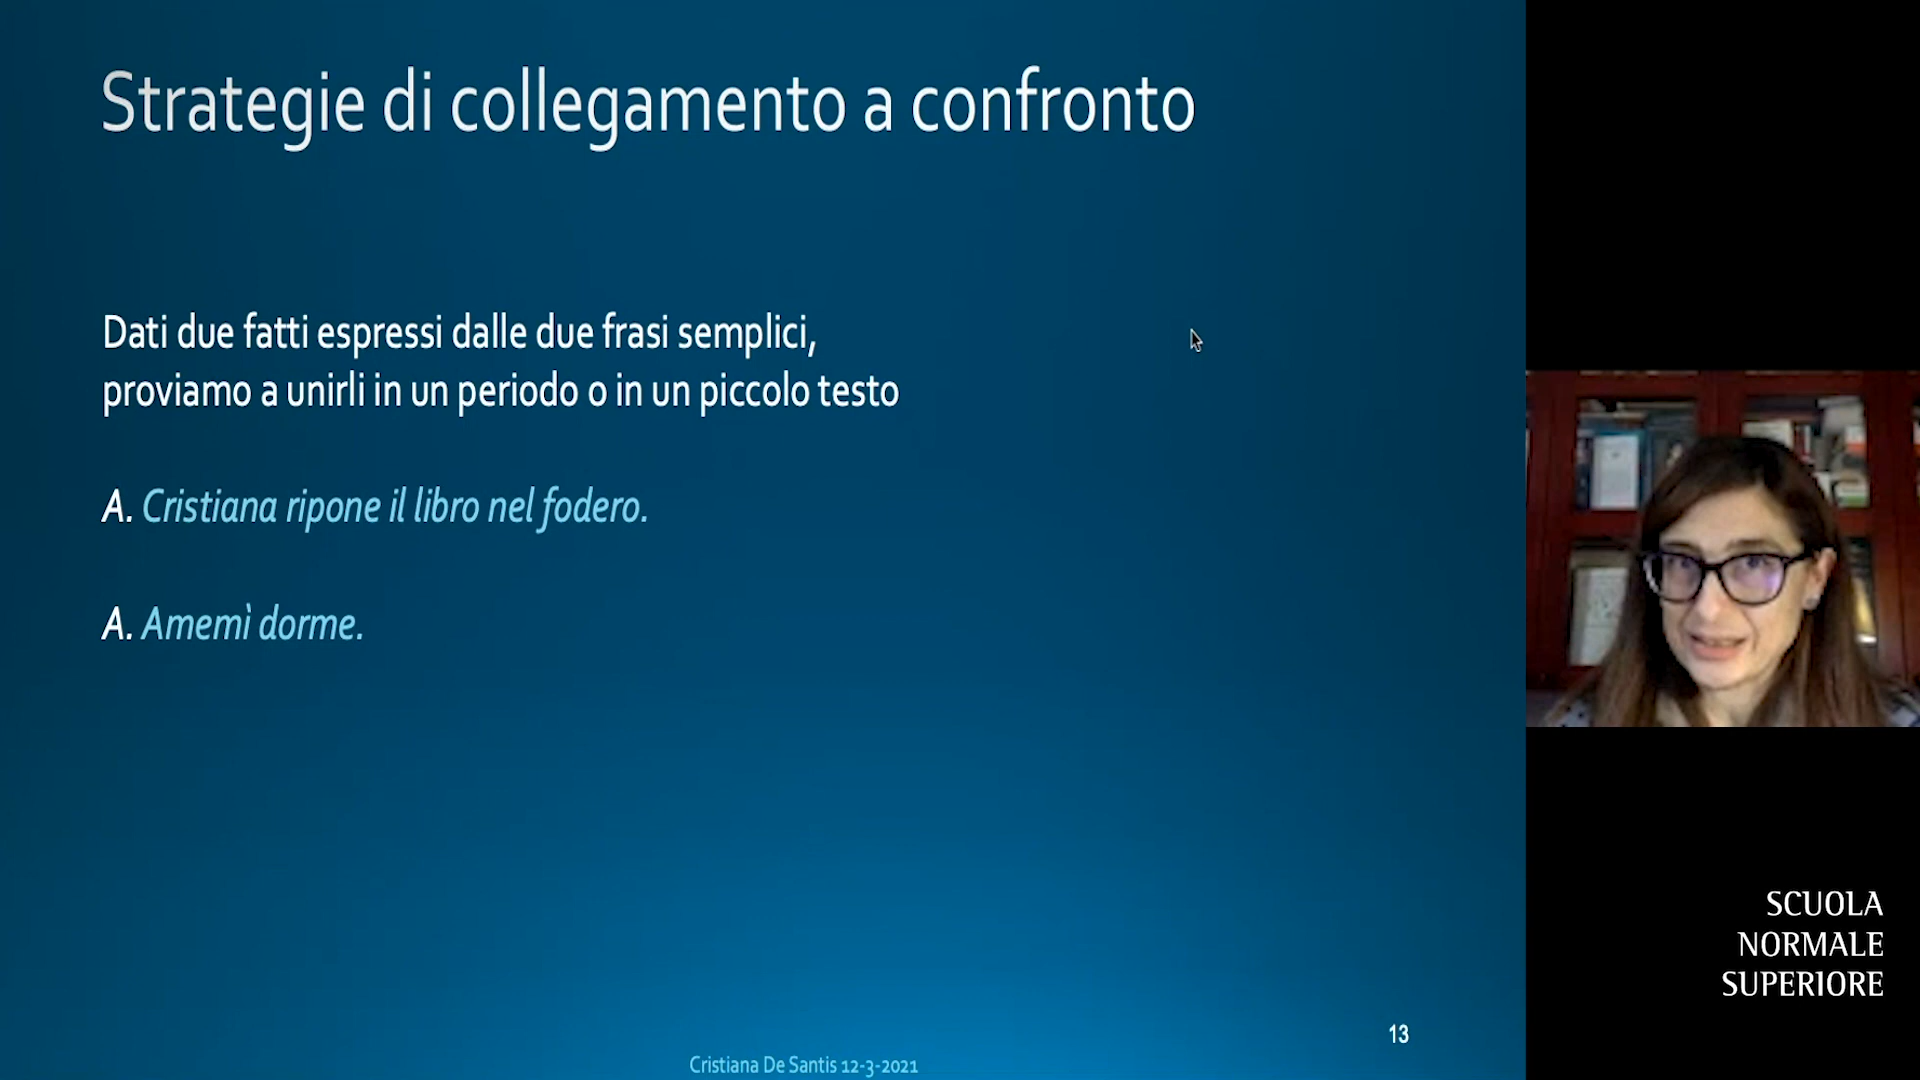 Strategie di collegamento a confronto
Dati due fatti espressi dalle due frasi semplici,
proviamo a unirli in un periodo o in un piccolo testo
A. Cristiana ripone il libro nel fodero.
A. Amemì dorme.
13
Cristiana De Santis 12-3-2021
SCUOLA
NORMALE
SUPERIORE